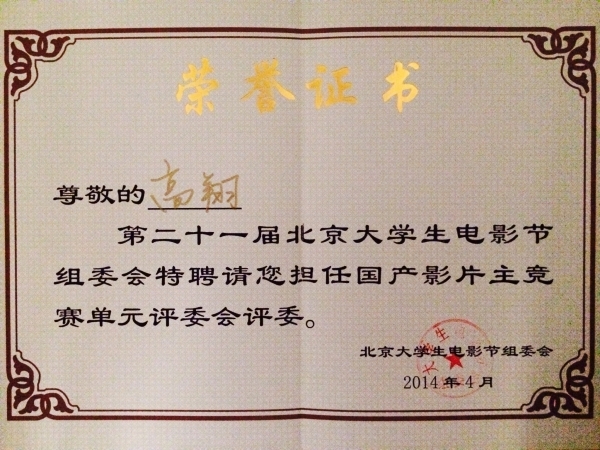 荣誉证书
尊敬的高翔
第二十一届北京大学生电影节
组委会特聘请您担任国产影片主竞
赛单元评委会评委。
北京大学生电影节组委会
2014年4月